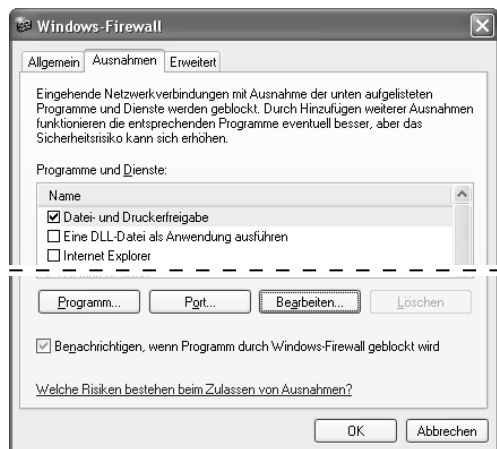 Windows-Firewall
Allgemein Ausnahmen Erweitert
Eingehende Netzwerkverbindungen mit Ausnahme der unten aufgelisteten
Programme und Dienste werden geblockt. Durch Hinzufügen weiterer Ausnahmen
funktionieren die entsprechenden Programme eventuell besser, aber das
Sicherheitsrisiko kann sich erhöhen.
Programme und Dienste:
Name
Datei- und Druckerfreigabe
Eine DLL-Datei als Anwendung ausführen
Internet Explorer
Programm... Port... Bearbeiten... Löschen
Benachrichtigen, wenn Programm durch Windows-Firewall geblockt wird
Welche Risiken bestehen beim Zulassen von Ausnahmen?
OK Abbrechen